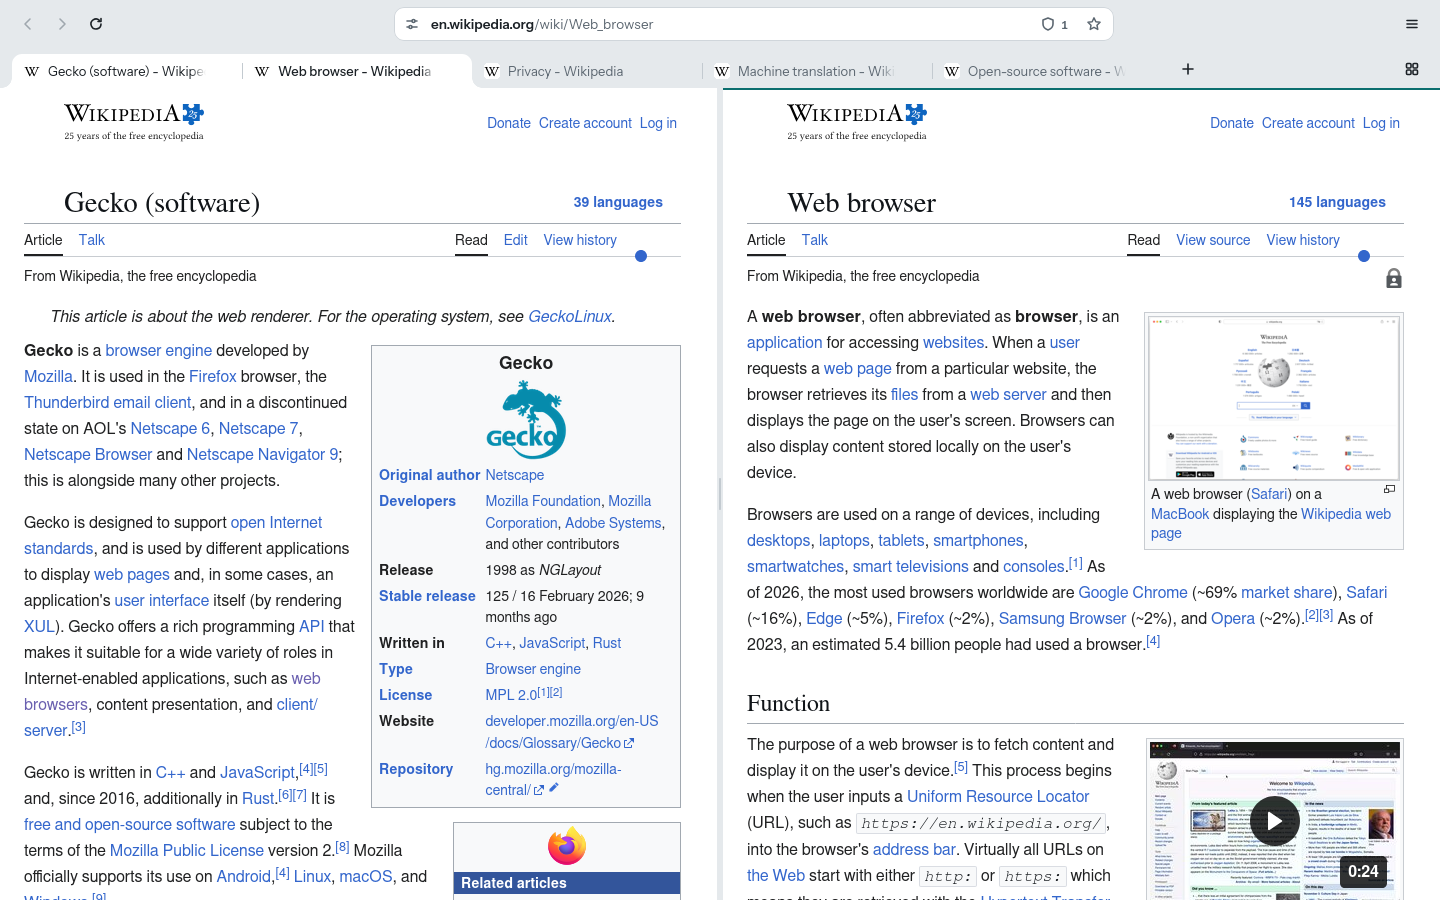 en.wikipedia.org/wiki/Web_browser
1
Gecko (software) - Wikipe
Web browser - Wikipedia
Privacy - Wikipedia
Machine translation - Wiki
Open-source software - W
WIKIPEDIA 25
25 years of the free encyclopedia
Donate Create account Log in
Gecko (software)
39 languages
Article Talk
Read Edit View history
From Wikipedia, the free encyclopedia
This article is about the web renderer. For the operating system, see GeckoLinux.
Gecko is a browser engine developed by
Mozilla. It is used in the Firefox browser, the
Thunderbird email client, and in a discontinued
state on AOL's Netscape 6, Netscape 7,
Netscape Browser and Netscape Navigator 9;
this is alongside many other projects.
Gecko is designed to support open Internet
standards, and is used by different applications
to display web pages and, in some cases, an
application's user interface itself (by rendering
XUL). Gecko offers a rich programming API that
makes it suitable for a wide variety of roles in
Internet-enabled applications, such as web
browsers, content presentation, and client/
server.[3]
Gecko is written in C++ and JavaScript,[4][5]
and, since 2016, additionally in Rust.[6][7] It is
free and open-source software subject to the
terms of the Mozilla Public License version 2.[8] Mozilla
officially supports its use on Android,[4] Linux, macOS, and
Windows.[9]
Gecko
gecko
Original author Netscape
Developers Mozilla Foundation, Mozilla
Corporation, Adobe Systems,
and other contributors
Release 1998 as NGLayout
Stable release 125 / 16 February 2026; 9
months ago
Written in C++, JavaScript, Rust
Type Browser engine
License MPL 2.0[1][2]
Website developer.mozilla.org/en-US
/docs/Glossary/Gecko
Repository hg.mozilla.org/mozilla-
central/
Related articles
WIKIPEDIA 25
25 years of the free encyclopedia
Donate Create account Log in
Web browser
145 languages
Article Talk
Read View source View history
From Wikipedia, the free encyclopedia
A web browser, often abbreviated as browser, is an
application for accessing websites. When a user
requests a web page from a particular website, the
browser retrieves its files from a web server and then
displays the page on the user's screen. Browsers can
also display content stored locally on the user's
device.
A web browser (Safari) on a
MacBook displaying the Wikipedia web
page
Browsers are used on a range of devices, including
desktops, laptops, tablets, smartphones,
smartwatches, smart televisions and consoles.[1] As
of 2026, the most used browsers worldwide are Google Chrome (~69% market share), Safari
(~16%), Edge (~5%), Firefox (~2%), Samsung Browser (~2%), and Opera (~2%).[2][3] As of
2023, an estimated 5.4 billion people had used a browser.[4]
Function
The purpose of a web browser is to fetch content and
display it on the user's device.[5] This process begins
when the user inputs a Uniform Resource Locator
(URL), such as https://en.wikipedia.org/,
into the browser's address bar. Virtually all URLs on
the Web start with either http: or https: which
means they are retrieved with the Hypertext Transfer
Welcome to Wikipedia,
0:24